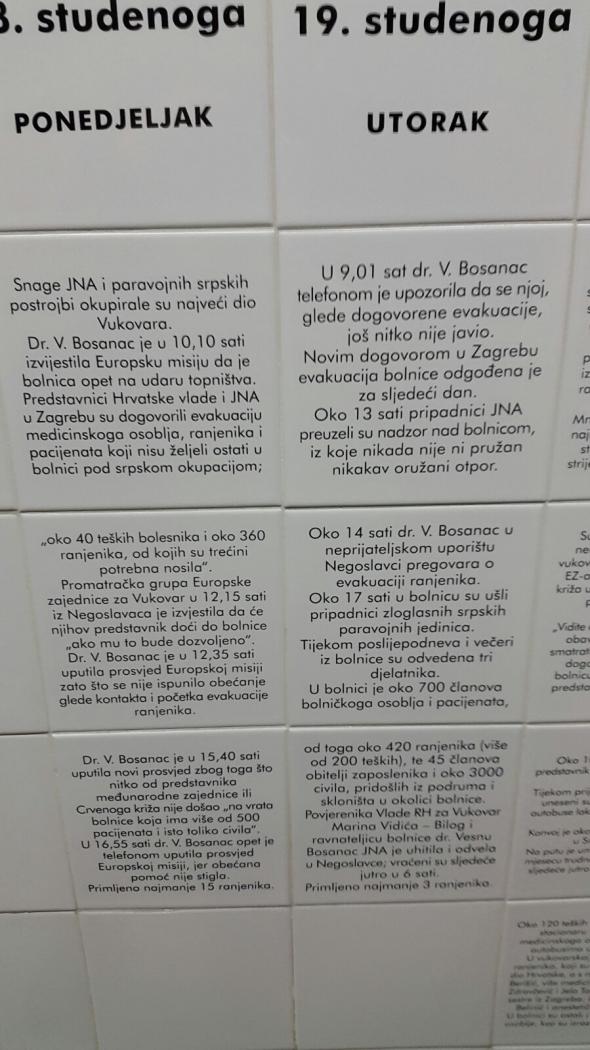 3. studenoga
PONEDJELJAK
Snage JNA i paravojnih srpskih
postrojbi okupirale su najveći dio
Vukovara.
Dr. V. Bosanac je u 10,10 sati
izvijestila Europsku misiju da je
bolnica opet na udaru topništva.
Predstavnici Hrvatske vlade i JNA
u Zagrebu su dogovorili evakuaciju
medicinskoga osoblja, ranjenika i
pacijenata koji nisu željeli ostati u
bolnici pod srpskom okupacijom;
„oko 40 teških bolesnika i oko 360
ranjenika, od kojih su trećini
potrebna nosila".
Promatračka grupa Europske
zajednice za Vukovar u 12,15 sati
iz Negoslavaca je izvjestila da će
njihov predstavnik doći do bolnice
„ako mu to bude dozvoljeno".
Dr. V. Bosanac je u 12,35 sati
uputila prosvjed Europskoj misiji
zato što se nije ispunilo obećanje
glede kontakta i početka evakuacije
ranjenika.
Dr. V. Bosanac je u 15,40 sati
uputila novi prosvjed zbog toga što
nitko od predstavnika
međunarodne zajednice ili
Crvenoga križa nije došao „na vrata
bolnice koja ima više od 500
pacijenata i isto toliko civila".
U 16,55 sati dr. V. Bosanac opet je
telefonom uputila prosvjed
Europskoj misiji, jer obećana
pomoć nije stigla.
Primljeno najmanje 15 ranjenika.
19. studenoga
UTORAK
U 9,01 sat dr. V. Bosanac
telefonom je upozorila da se njoj,
glede dogovorene evakuacije,
još nitko nije javio.
Novim dogovorom u Zagrebu
evakuacija bolnice odgođena je
za sljedeći dan.
Oko 13 sati pripadnici JNA
preuzeli su nadzor nad bolnicom,
iz koje nikada nije ni pružan
nikakav oružani otpor.
Oko 14 sati dr. V. Bosanac u
neprijateljskom uporištu
Negoslavci pregovara o
evakuaciji ranjenika.
Oko 17 sati u bolnicu su ušli
pripadnici zloglasnih srpskih
paravojnih jedinica.
Tijekom poslijepodneva i večeri
iz bolnice su odvedena tri
djelatnika.
U bolnici je oko 700 članova
bolničkoga osoblja i pacijenata,
od toga oko 420 ranjenika (više
od 200 teških), te 45 članova
obitelji zaposlenika i oko 3000
civila, pridošlih iz podruma i
skloništa u okolici bolnice.
Povjerenika Vlade RH za Vukovar
Marina Vidića – Bilog i
ravnateljicu bolnice dr. Vesnu
Bosanac JNA je uhitila i odvela
u Negoslavce; vraćeni su sljedeće
jutro u 6 sati.
Primljeno najmanje 3 ranjenika.